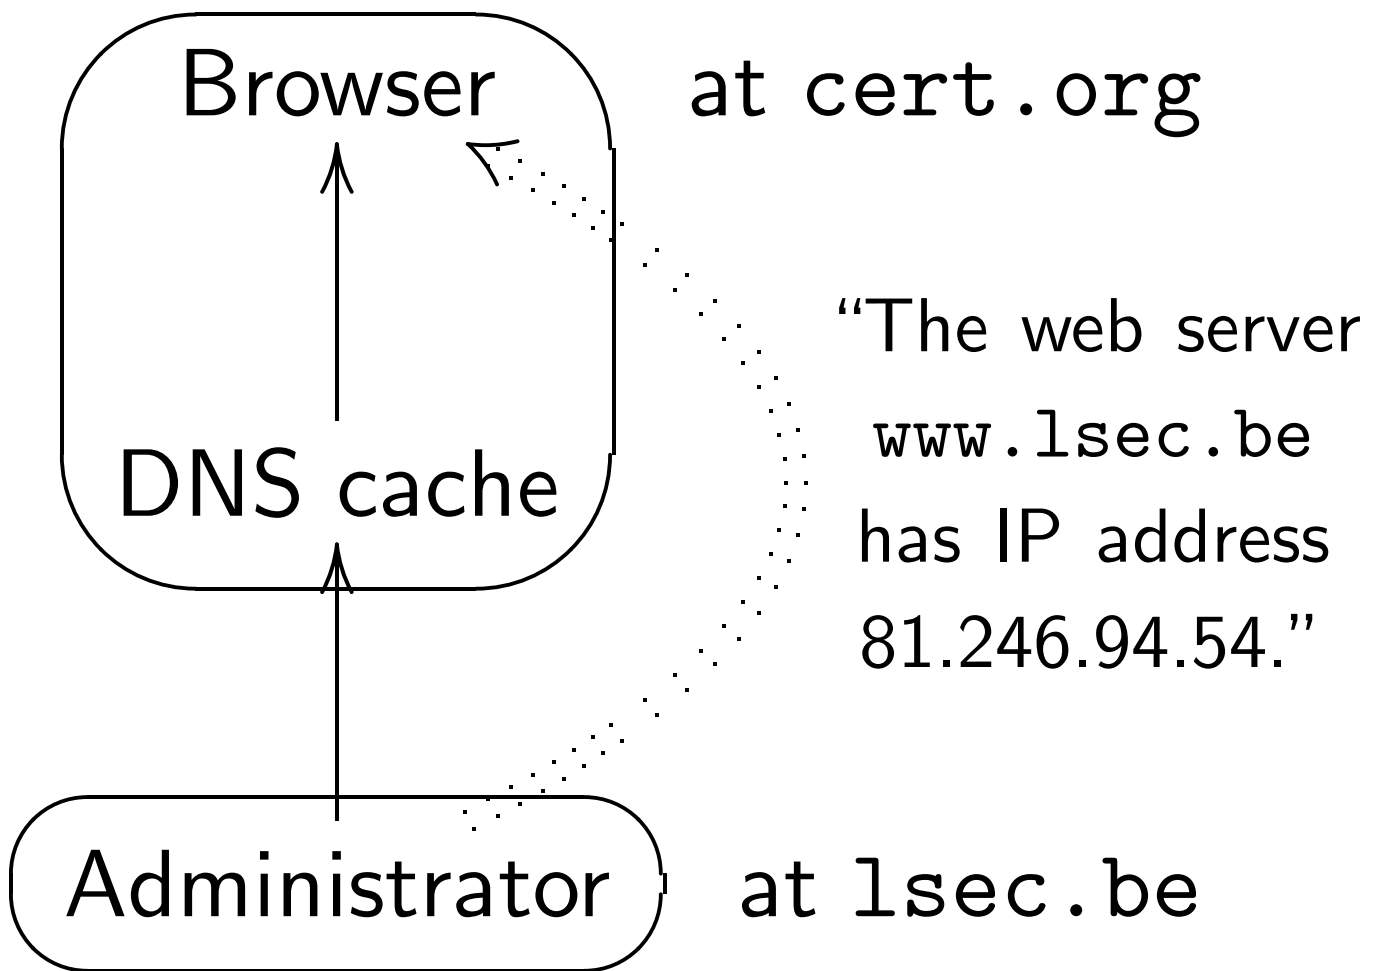 Browser at cert.org
“The web server
www.lsec.be
has IP address
81.246.94.54.”
DNS cache
Administrator at lsec.be